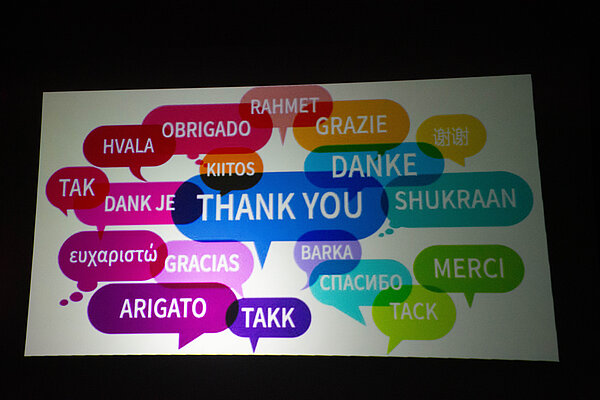 RAHMET
OBRIGADO
GRAZIE
谢谢
HVALA
KIITOS
DANKE
TAK
DANK JE
THANK YOU
SHUKRAAN
ευχαριστώ
GRACIAS
BARKA
СПАСИБО
MERCI
ARIGATO
TAKK
TACK